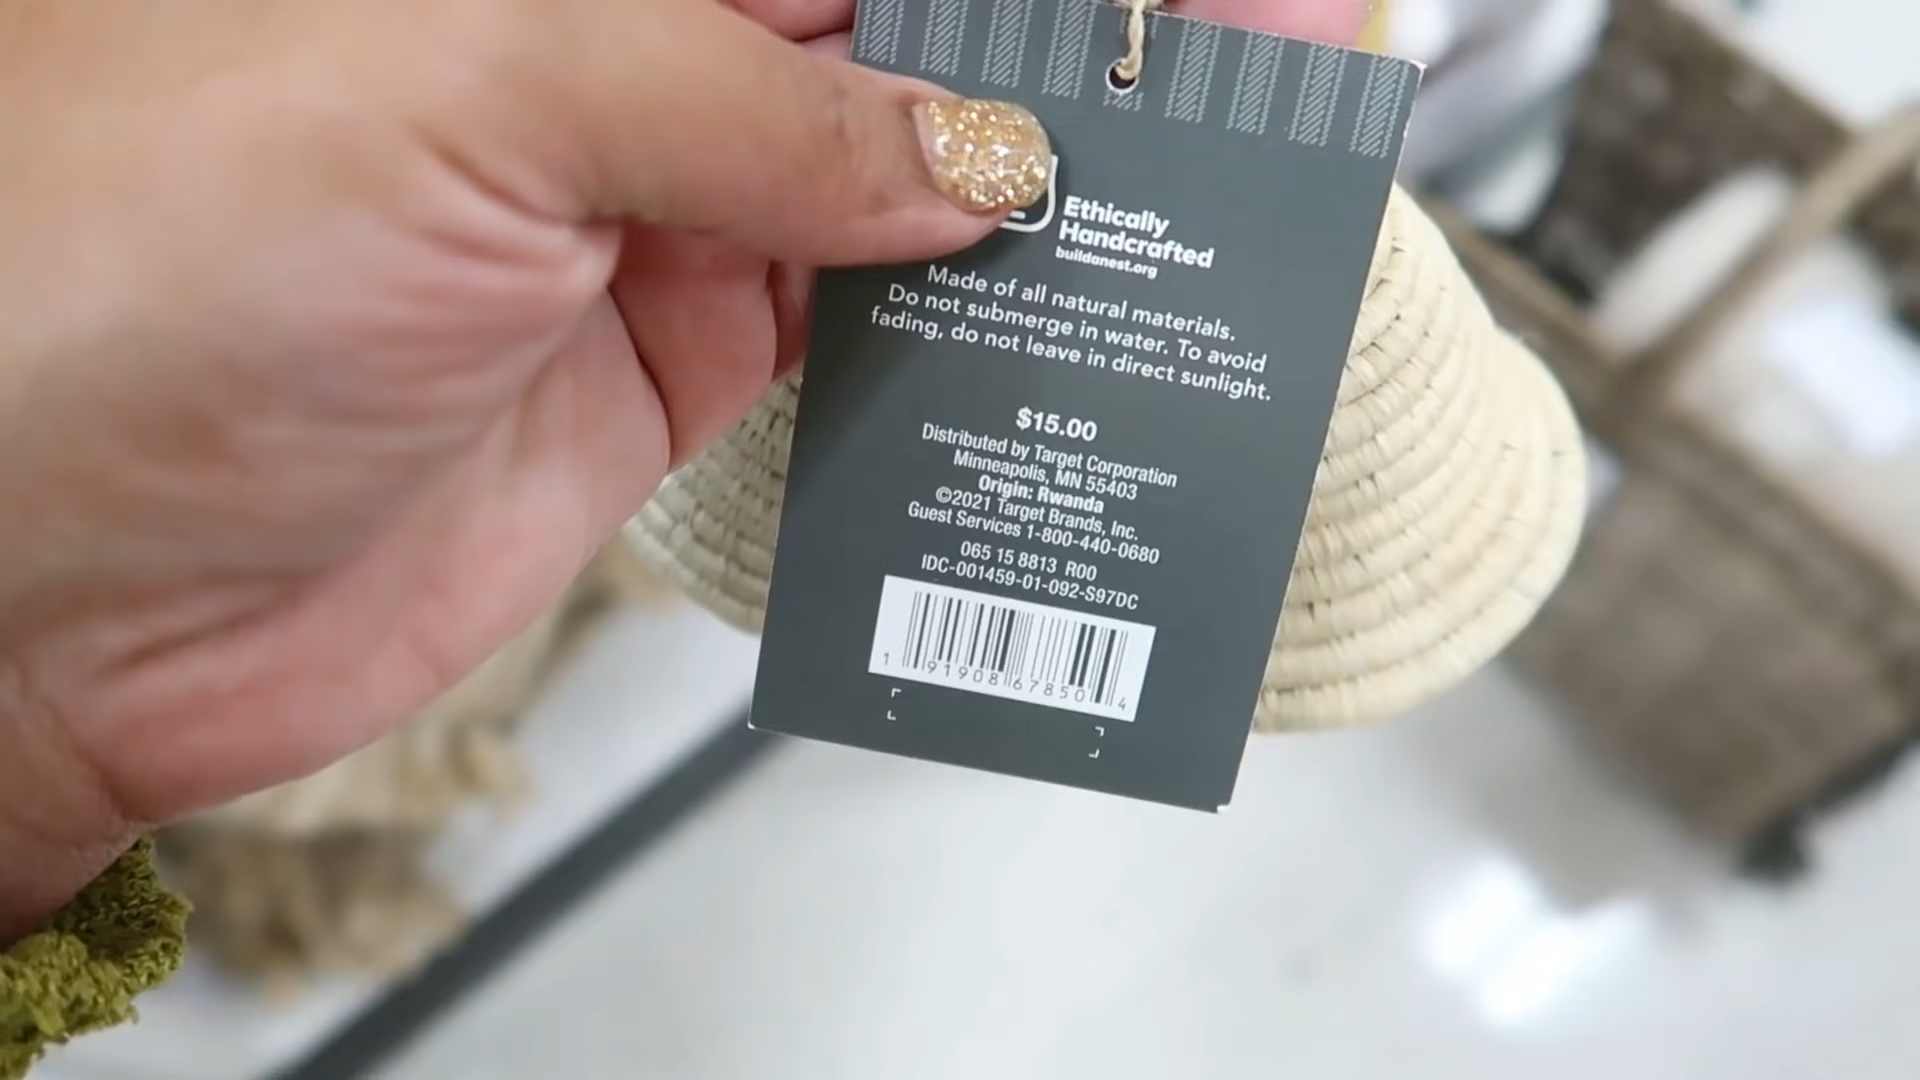 Ethically
Handcrafted
buildanest.org
Made of all natural materials.
Do not submerge in water. To avoid
fading, do not leave in direct sunlight.
$15.00
Distributed by Target Corporation
Minneapolis, MN 55403
Origin: Rwanda
©2021 Target Brands, Inc.
Guest Services 1-800-440-0680
065 15 8813 R00
IDC-001459-01-092-S97DC
1 91908 67850 4